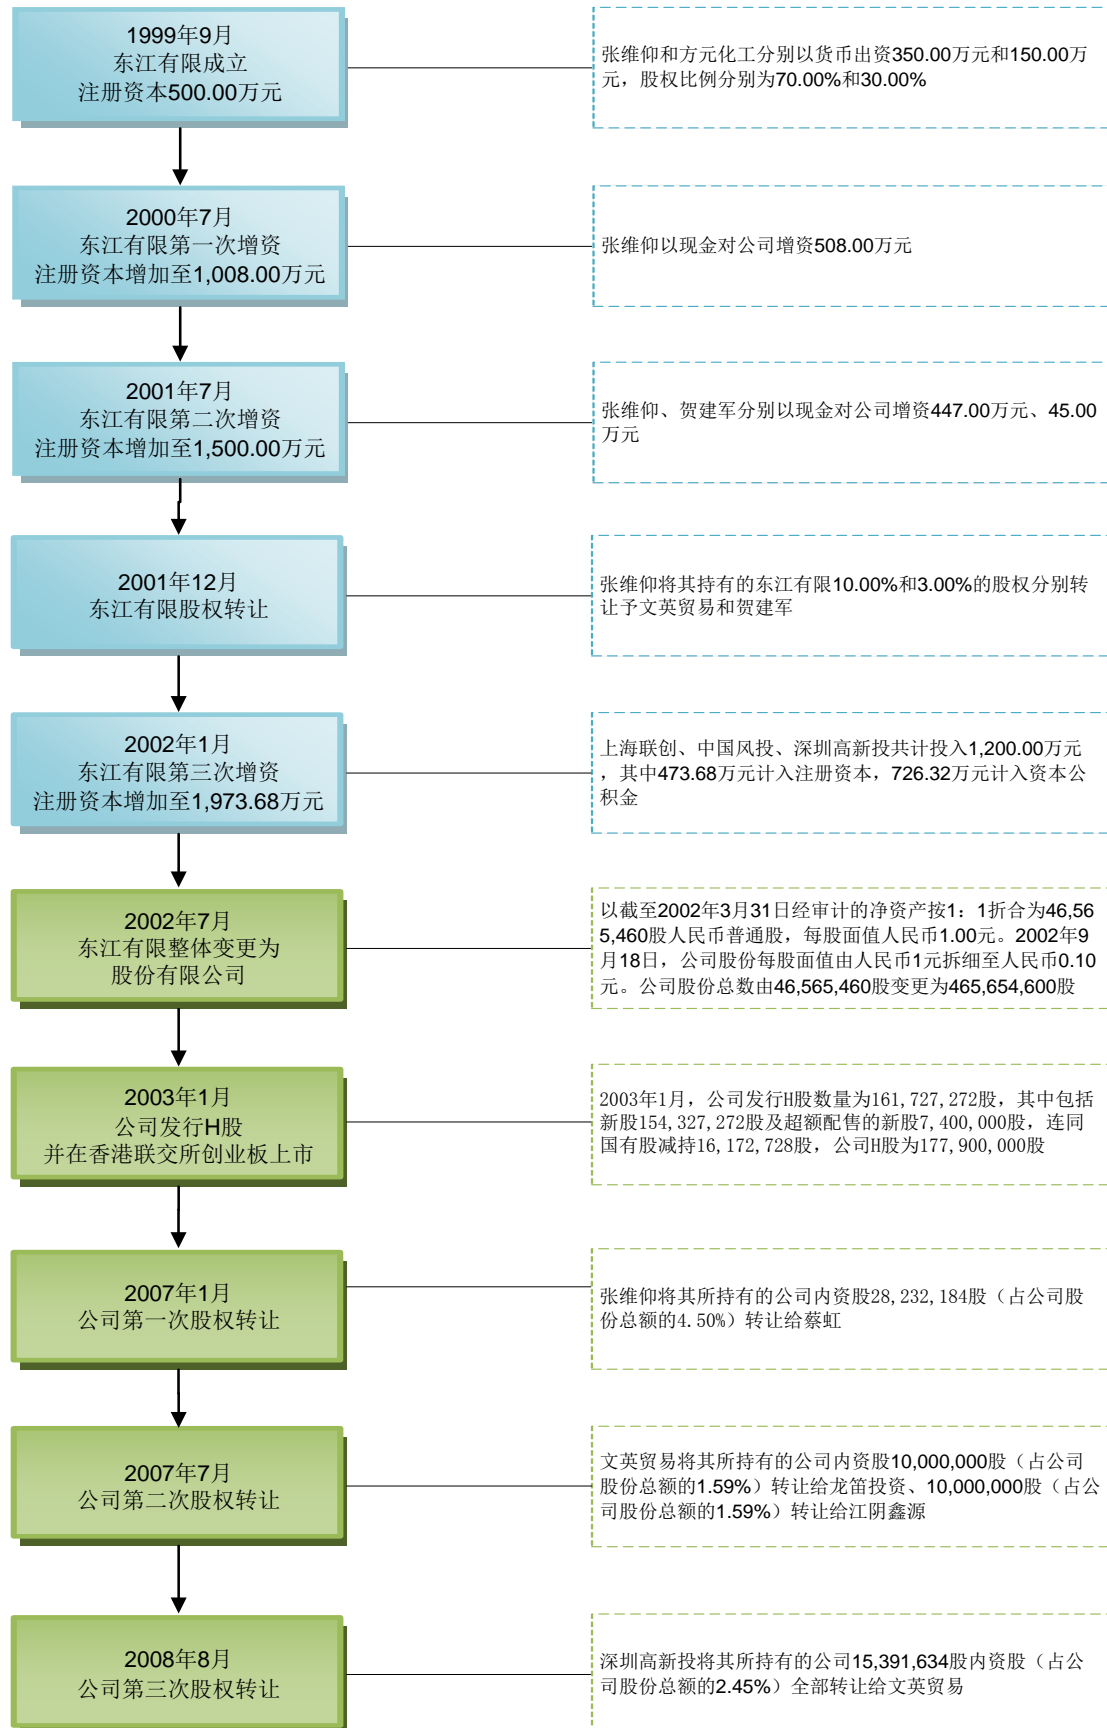 1999年9月
东江有限成立
注册资本500.00万元
张维仰和方元化工分别以货币出资350.00万元和150.00万
元，股权比例分别为70.00%和30.00%
2000年7月
东江有限第一次增资
注册资本增加至1,008.00万元
张维仰以现金对公司增资508.00万元
2001年7月
东江有限第二次增资
注册资本增加至1,500.00万元
张维仰、贺建军分别以现金对公司增资447.00万元、45.00
万元
2001年12月
东江有限股权转让
张维仰将其持有的东江有限10.00%和3.00%的股权分别转
让予文英贸易和贺建军
2002年1月
东江有限第三次增资
注册资本增加至1,973.68万元
上海联创、中国风投、深圳高新投共计投入1,200.00万元
，其中473.68万元计入注册资本，726.32万元计入资本公
积金
2002年7月
东江有限整体变更为
股份有限公司
以截至2002年3月31日经审计的净资产按1：1折合为46,56
5,460股人民币普通股，每股面值人民币1.00元。2002年9
月18日，公司股份每股面值由人民币1元拆细至人民币0.10
元。公司股份总数由46,565,460股变更为465,654,600股
2003年1月
公司发行H股
并在香港联交所创业板上市
2003年1月，公司发行H股数量为161,727,272股，其中包括
新股154,327,272股及超额配售的新股7,400,000股，连同
国有股减持16,172,728股，公司H股为177,900,000股
2007年1月
公司第一次股权转让
张维仰将其所持有的公司内资股28,232,184股（占公司股
份总额的4.50%）转让给蔡虹
2007年7月
公司第二次股权转让
文英贸易将其所持有的公司内资股10,000,000股（占公司
股份总额的1.59%）转让给龙笛投资、10,000,000股（占公
司股份总额的1.59%）转让给江阴鑫源
2008年8月
公司第三次股权转让
深圳高新投将其所持有的公司15,391,634股内资股（占公
司股份总额的2.45%）全部转让给文英贸易